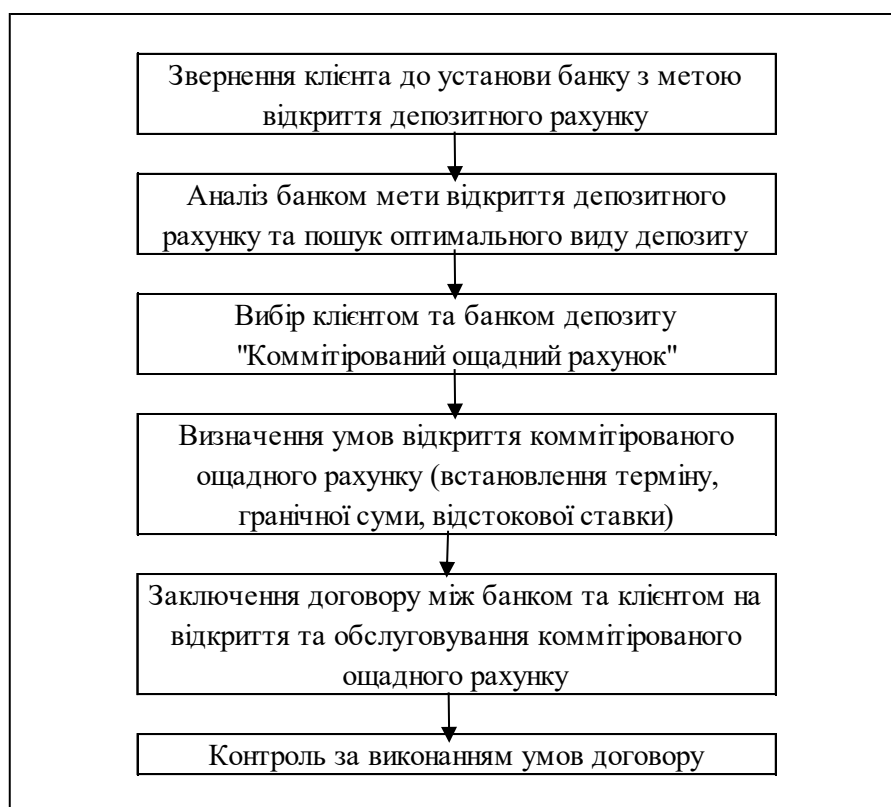 Звернення клієнта до установи банку з метою
відкриття депозитного рахунку
Аналіз банком мети відкриття депозитного
рахунку та пошук оптимального виду депозиту
Вибір клієнтом та банком депозиту
"Коммітірований ощадний рахунок"
Визначення умов відкриття коммітірованого
ощадного рахунку (встановлення терміну,
гранічної суми, відстокової ставки)
Заключення договору між банком та клієнтом на
відкриття та обслуговування коммітірованого
ощадного рахунку
Контроль за виконанням умов договору